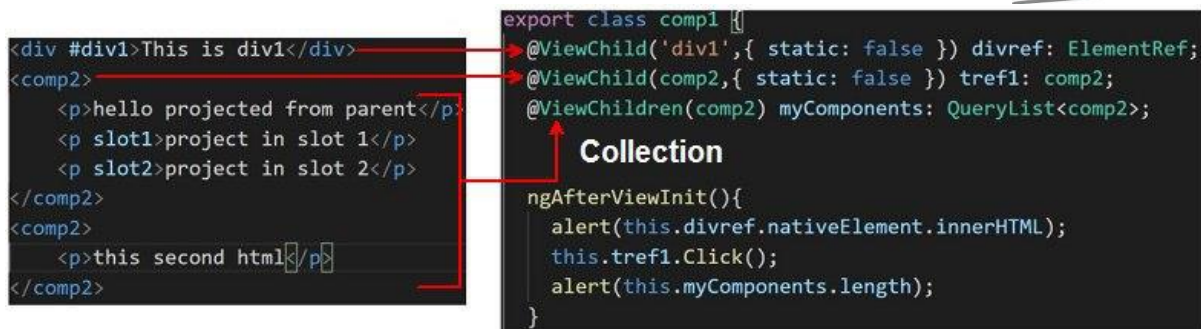 <div #div1>This is div1</div>
<comp2>
<p>hello projected from parent</p>
<p slot1>project in slot 1</p>
<p slot2>project in slot 2</p>
</comp2>
<comp2>
<p>this second html</p>
</comp2>
export class comp1 {
@ViewChild('div1',{ static: false }) divref: ElementRef;
@ViewChild(comp2,{ static: false }) tref1: comp2;
@ViewChildren(comp2) myComponents: QueryList<comp2>;
Collection
ngAfterViewInit(){
alert(this.divref.nativeElement.innerHTML);
this.tref1.Click();
alert(this.myComponents.length);
}